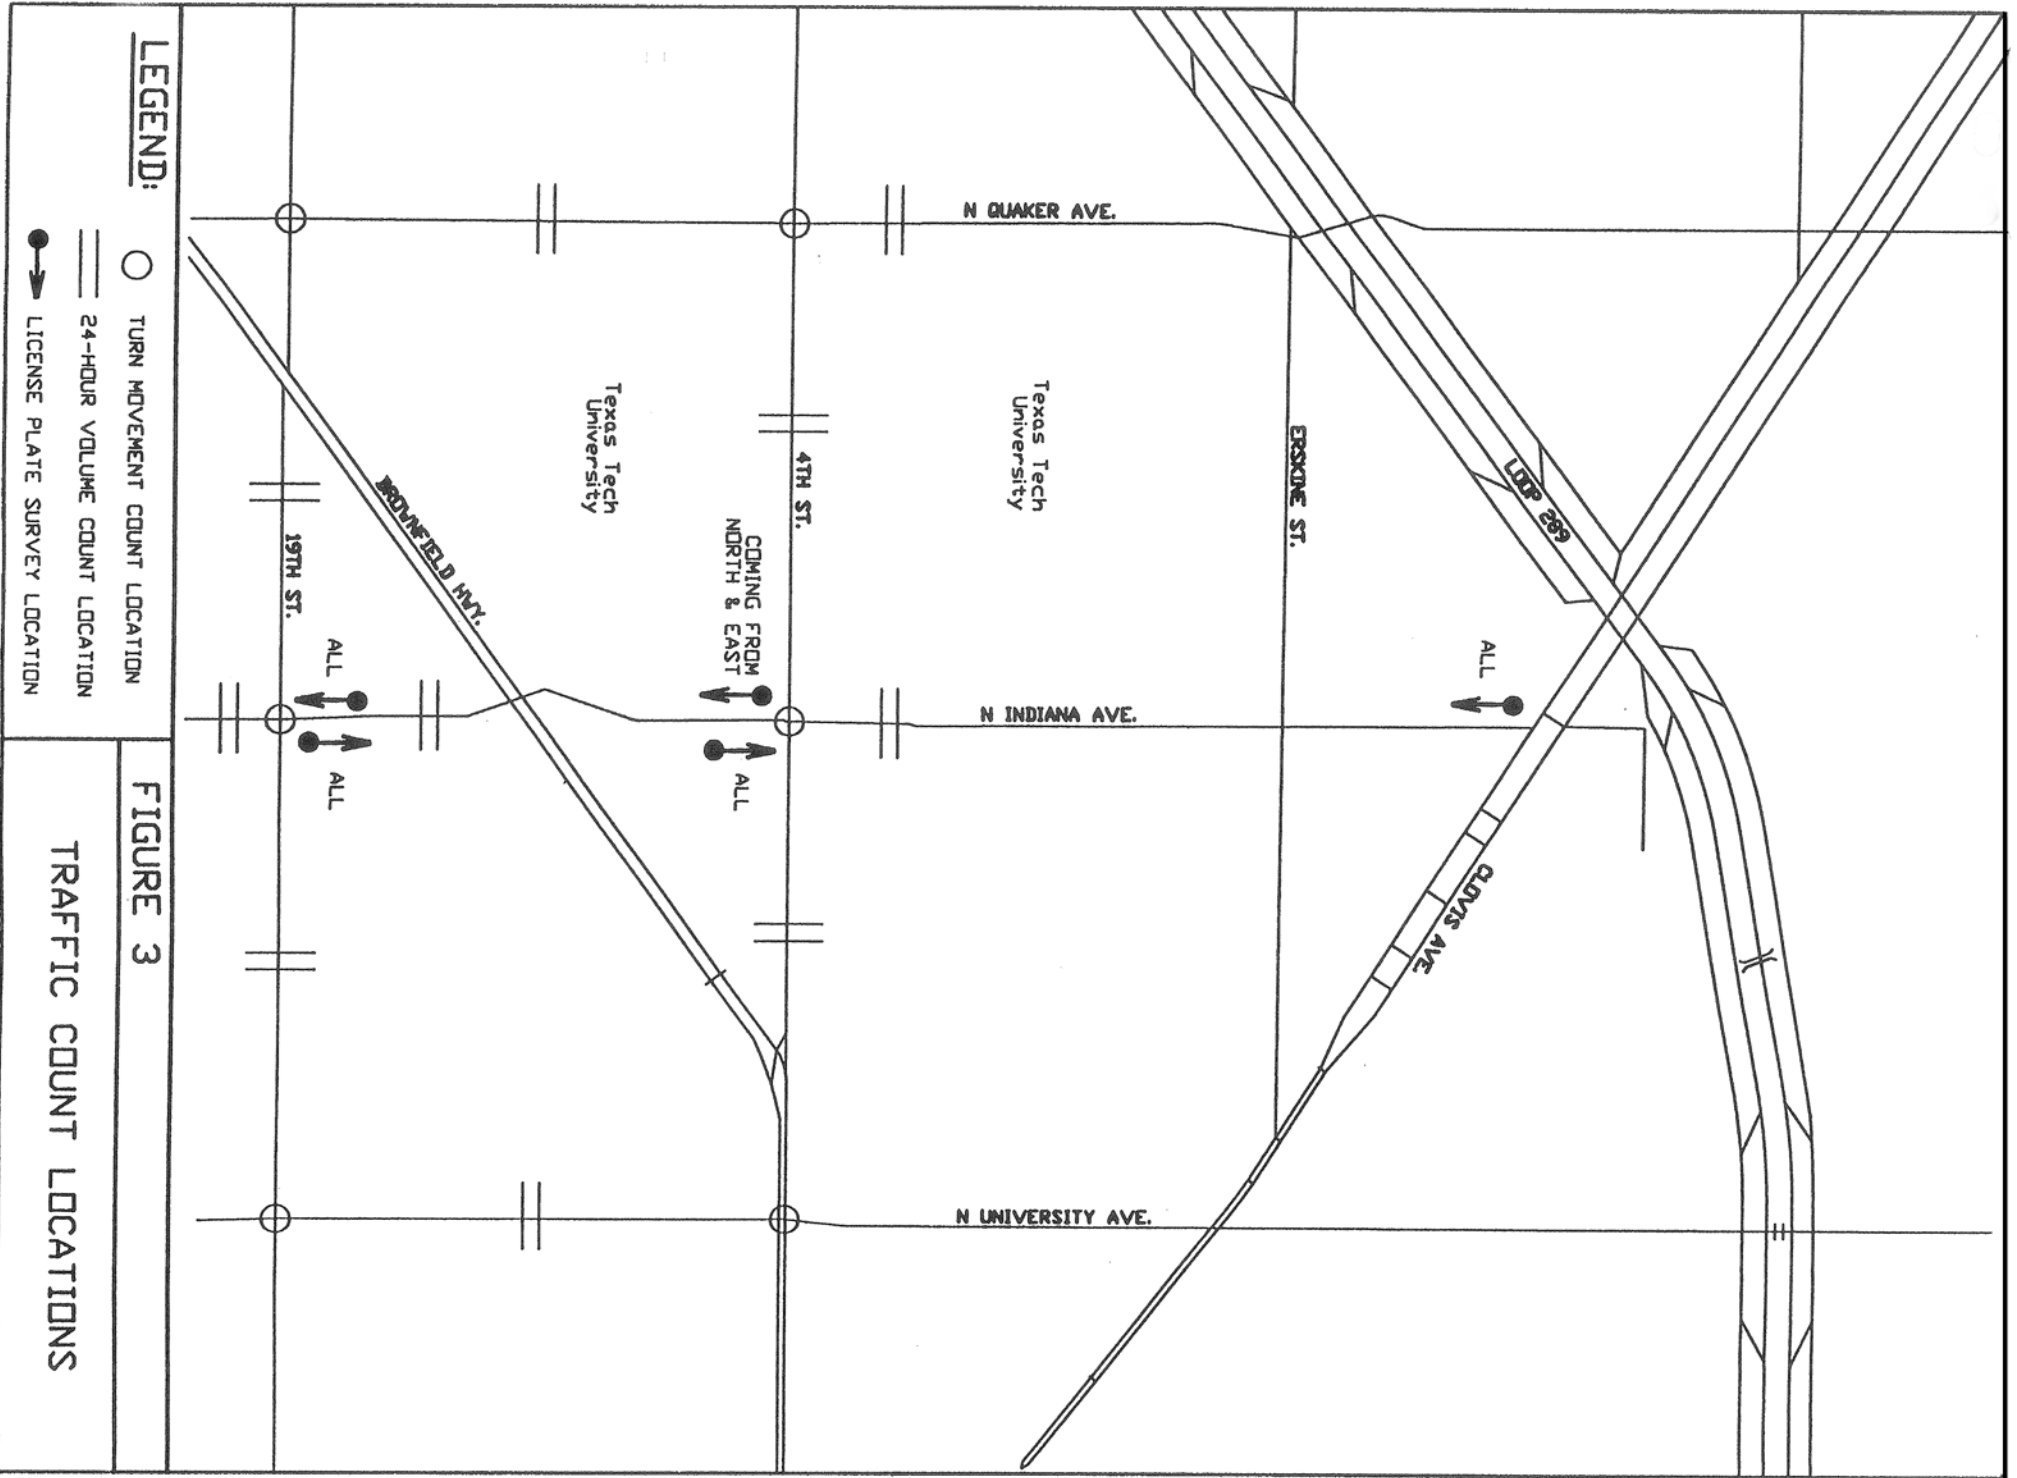 N QUAKER AVE.
Texas Tech
University
Texas Tech
University
4TH ST.
ERSKINE ST.
LOOP 289
BROWNFIELD HWY.
19TH ST.
COMING FROM
NORTH & EAST
ALL
ALL
ALL
ALL
N INDIANA AVE.
CLOVIS AVE.
N UNIVERSITY AVE.
LEGEND:
TURN MOVEMENT COUNT LOCATION
24-HOUR VOLUME COUNT LOCATION
LICENSE PLATE SURVEY LOCATION
FIGURE 3
TRAFFIC COUNT LOCATIONS